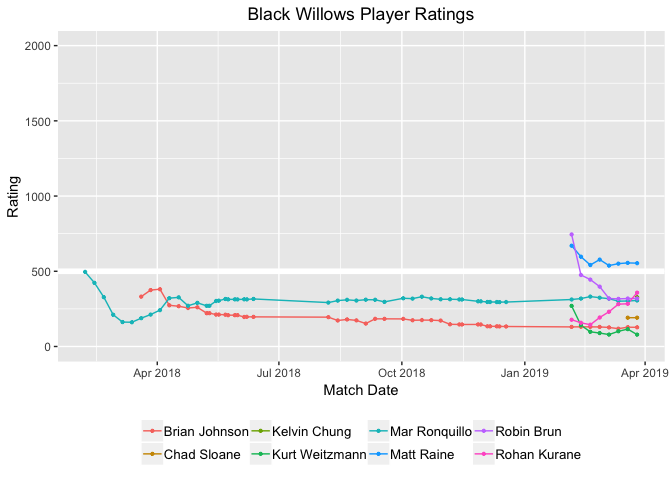 Black Willows Player Ratings
2000
1500
1000
500
0
Rating
Apr 2018 Jul 2018 Oct 2018 Jan 2019 Apr 2019
Match Date
Brian Johnson Kelvin Chung Mar Ronquillo Robin Brun
Chad Sloane Kurt Weitzmann Matt Raine Rohan Kurane